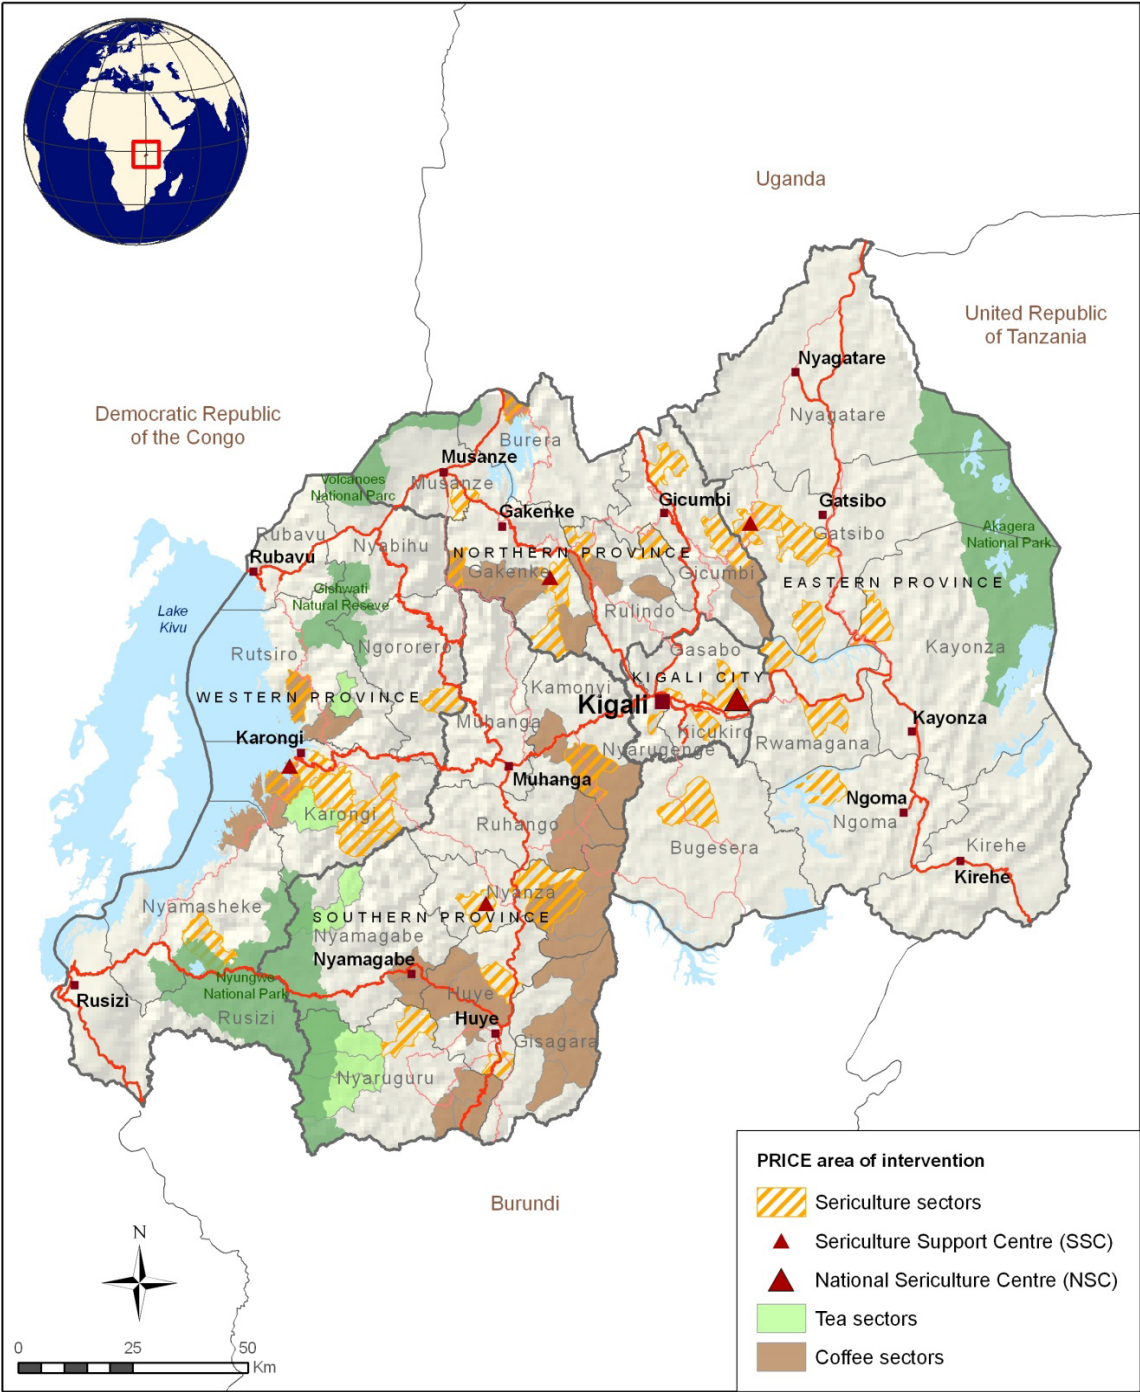 Uganda
United Republic
of Tanzania
Democratic Republic
of the Congo
Nyagatare
Nyagatare
Burera
Musanze
Musanze
Volcanoes
National Parc
Gakenke
Gicumbi
Gatsibo
Gatsibo
Akagera
National Park
Rubavu
Rubavu
Nyabihu
NORTHERN PROVINCE
Gakenke
Gicumbi
EASTERN PROVINCE
Gishwati
Natural Reseve
Lake
Kivu
Rulindo
Rutsiro
Ngororero
Gasabo
Kayonza
WESTERN PROVINCE
Kamonyi
KIGALI CITY
Kigali
Muhanga
Kicukiro
Nyarugenge
Rwamagana
Kayonza
Karongi
Muhanga
Karongi
Ngoma
Ngoma
Ruhango
Bugesera
Kirehe
Kirehe
Nyanza
Nyamasheke
SOUTHERN PROVINCE
Nyamagabe
Nyamagabe
Nyungwe
National Park
Rusizi
Rusizi
Huye
Huye
Gisagara
Nyaruguru
Burundi
N
0 25 50
Km
PRICE area of intervention
Sericulture sectors
Sericulture Support Centre (SSC)
National Sericulture Centre (NSC)
Tea sectors
Coffee sectors